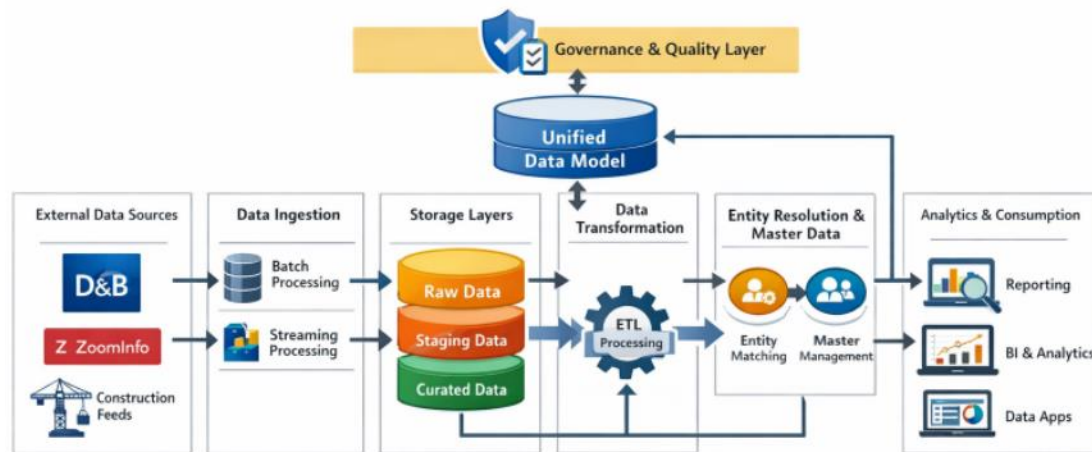 Governance & Quality Layer
Unified
Data Model
External Data Sources
D&B
Z ZoomInfo
Construction
Feeds
Data Ingestion
Batch
Processing
Streaming
Processing
Storage Layers
Raw Data
Staging Data
Curated Data
Data
Transformation
ETL
Processing
Entity Resolution &
Master Data
Entity
Matching
Master
Management
Analytics & Consumption
Reporting
BI & Analytics
Data Apps